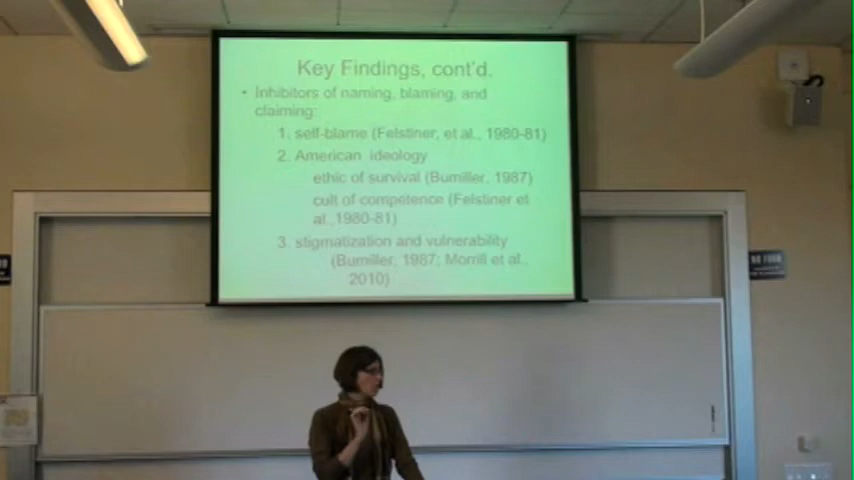 Key Findings, cont'd.
• Inhibitors of naming, blaming, and
claiming:
1. self-blame (Felstiner, et al., 1980-81)
2. American ideology
ethic of survival (Bumiller, 1987)
cult of competence (Felstiner et
al.,1980-81)
3. stigmatization and vulnerability
(Bumiller, 1987; Morrill et al.,
2010)
NO FOOD